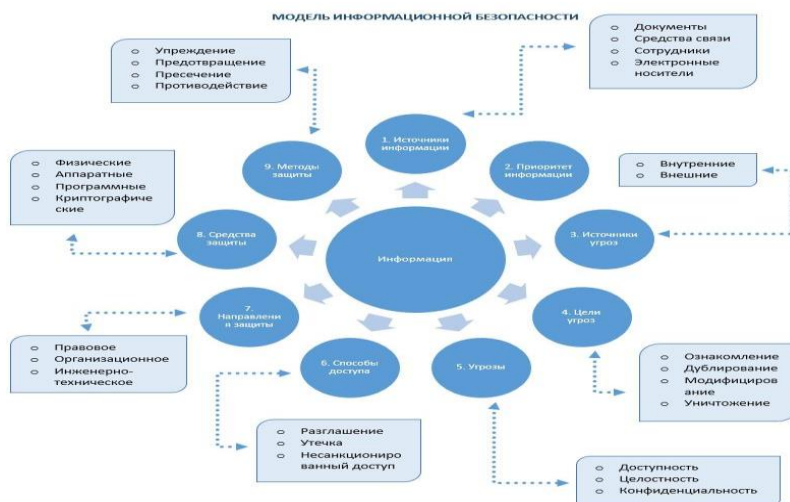 МОДЕЛЬ ИНФОРМАЦИОННОЙ БЕЗОПАСНОСТИ
Упреждение
Предотвращение
Пресечение
Противодействие
Документы
Средства связи
Сотрудники
Электронные
носители
1. Источники
информации
9. Методы
защиты
2. Приоритет
информации
Физические
Аппаратные
Программные
Криптографиче
ские
Внутренние
Внешние
8. Средства
защиты
3. Источники
угроз
Информация
7.
Направлени
я защиты
4. Цели
угроз
Правовое
Организационное
Инженерно-
техническое
6. Способы
доступа
5. Угрозы
Ознакомление
Дублирование
Модифициров
ание
Уничтожение
Разглашение
Утечка
Несанкциониро
ванный доступ
Доступность
Целостность
Конфиденциальность